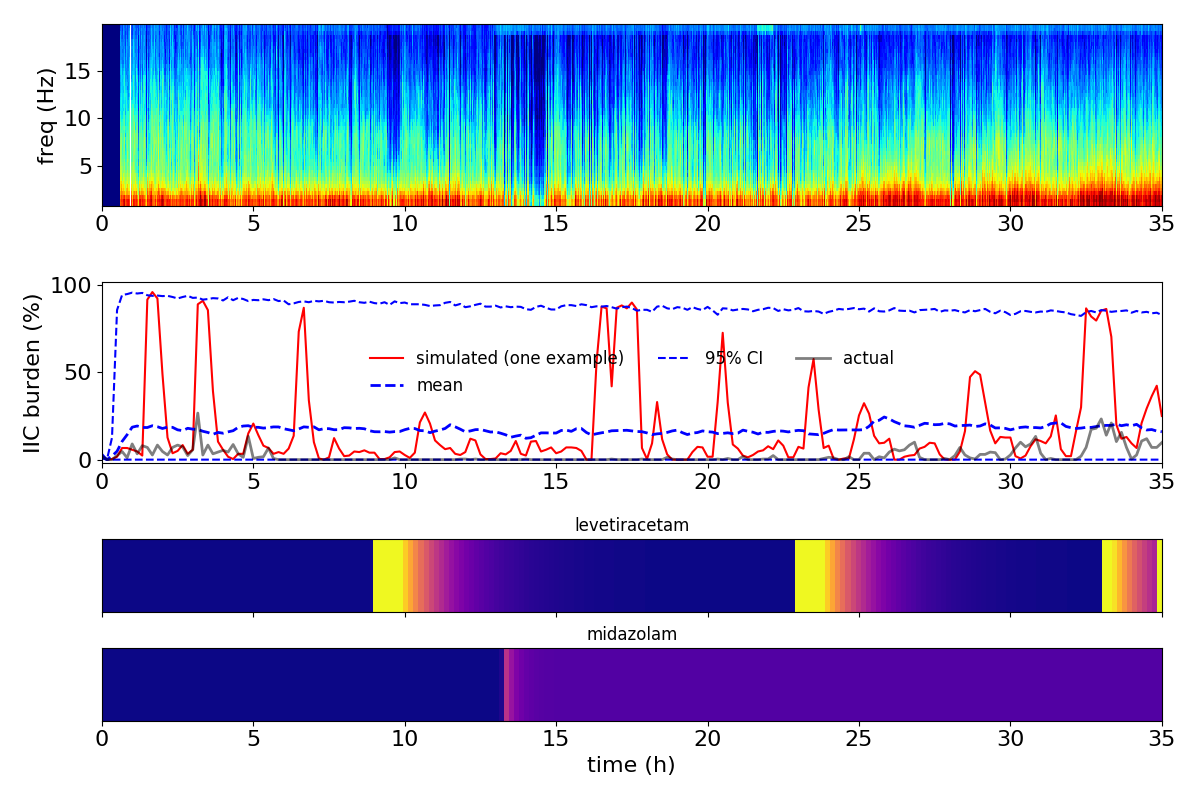 freq (Hz)
15
10
5
0 5 10 15 20 25 30 35
IIC burden (%)
100
50
0
simulated (one example) 95% CI actual
mean
0 5 10 15 20 25 30 35
levetiracetam
midazolam
0 5 10 15 20 25 30 35
time (h)